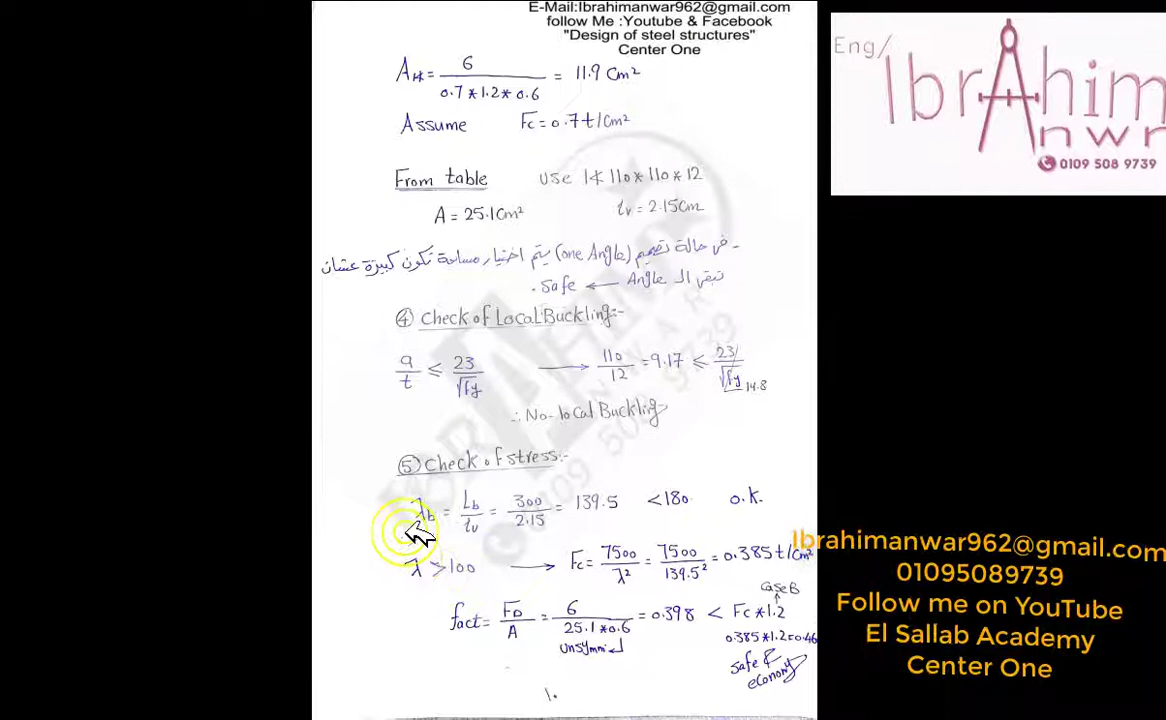 E-Mail:Ibrahimanwar962@gmail.com
follow Me :Youtube & Facebook
"Design of steel structures"
Center One
Eng/
Ibrahim
Anwr
0109 508 9739
A = 6 / 0.7*1.2*0.6 = 11.9 Cm²
Assume Fc = 0.7 t/Cm²
From table use 1∢ 110*110*12
A = 25.1 Cm² iv = 2.15 Cm
- في حالة تصميم (one Angle) يتم اختيار مساحة تكون كبيرة عشان
تبقى الـ Angle ← Safe .
④ Check of Local Buckling:-
a/t ≤ 23/√fy → 110/12 = 9.17 ≤ 23/√fy 14.8
∴ No local Buckling
⑤ Check of stress:-
λb = Lb/iv = 300/2.15 = 139.5 <180 o.k.
λ >100 → Fc = 7500/λ² = 7500/139.5² = 0.385 t/Cm²
Case B
fact = FD/A = 6/25.1*0.6 = 0.398 < Fc*1.2
unsymm 0.385*1.2=0.46
safe &
economy
١٠
Ibrahimanwar962@gmail.com
01095089739
Follow me on YouTube
El Sallab Academy
Center One